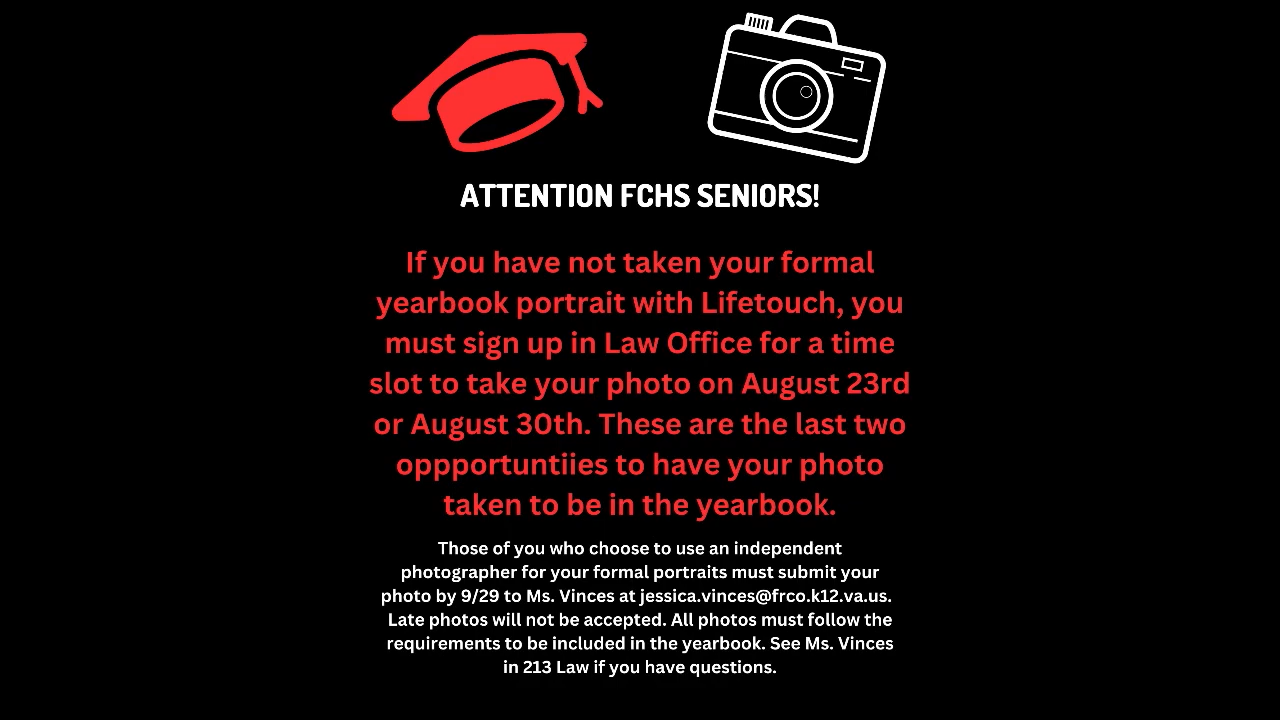 ATTENTION FCHS SENIORS!
If you have not taken your formal
yearbook portrait with Lifetouch, you
must sign up in Law Office for a time
slot to take your photo on August 23rd
or August 30th. These are the last two
oppportuntiies to have your photo
taken to be in the yearbook.
Those of you who choose to use an independent
photographer for your formal portraits must submit your
photo by 9/29 to Ms. Vinces at jessica.vinces@frco.k12.va.us.
Late photos will not be accepted. All photos must follow the
requirements to be included in the yearbook. See Ms. Vinces
in 213 Law if you have questions.